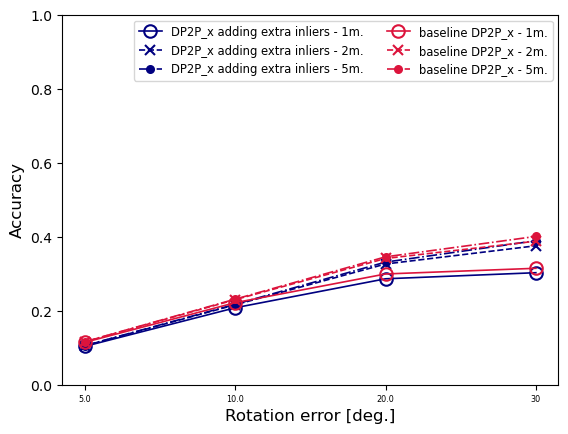 1.0
0.8
0.6
0.4
0.2
0.0
Accuracy
DP2P_x adding extra inliers - 1m.
DP2P_x adding extra inliers - 2m.
DP2P_x adding extra inliers - 5m.
baseline DP2P_x - 1m.
baseline DP2P_x - 2m.
baseline DP2P_x - 5m.
5.0 10.0 20.0 30
Rotation error [deg.]